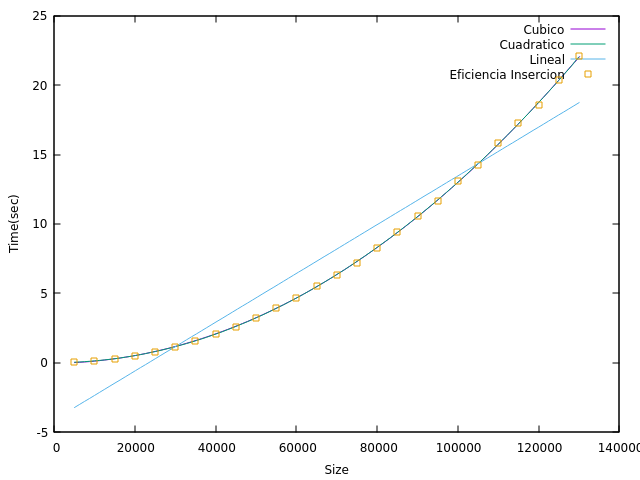 25
20
15
10
5
0
-5
Time(sec)
Cubico
Cuadratico
Lineal
Eficiencia Insercion
0 20000 40000 60000 80000 100000 120000 140000
Size